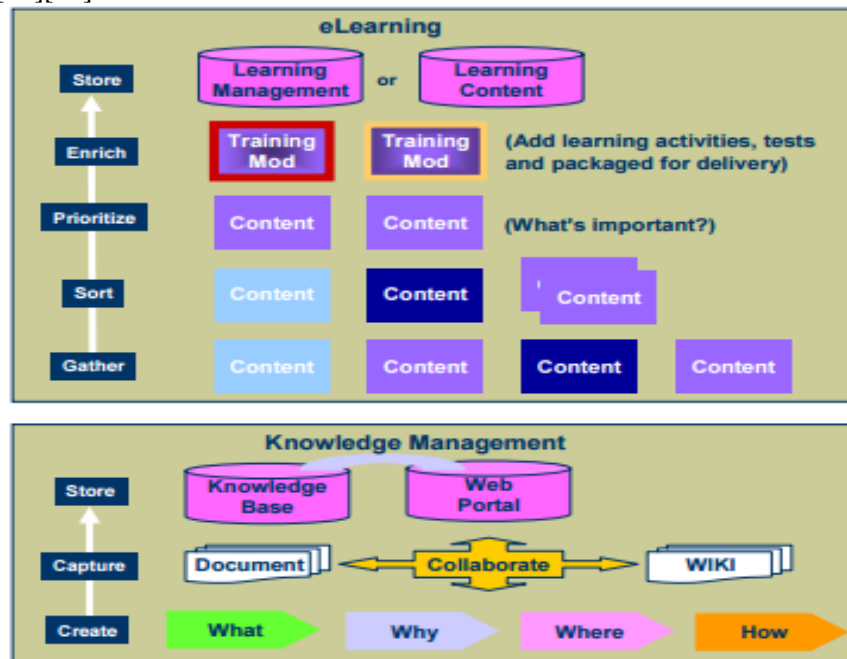 eLearning
Store
Learning
Management
or
Learning
Content
Enrich
Training
Mod
Training
Mod
(Add learning activities, tests
and packaged for delivery)
Prioritize
Content
Content
(What's important?)
Sort
Content
Content
Content
Gather
Content
Content
Content
Content
Knowledge Management
Store
Knowledge
Base
Web
Portal
Capture
Document
Collaborate
WIKI
Create
What
Why
Where
How